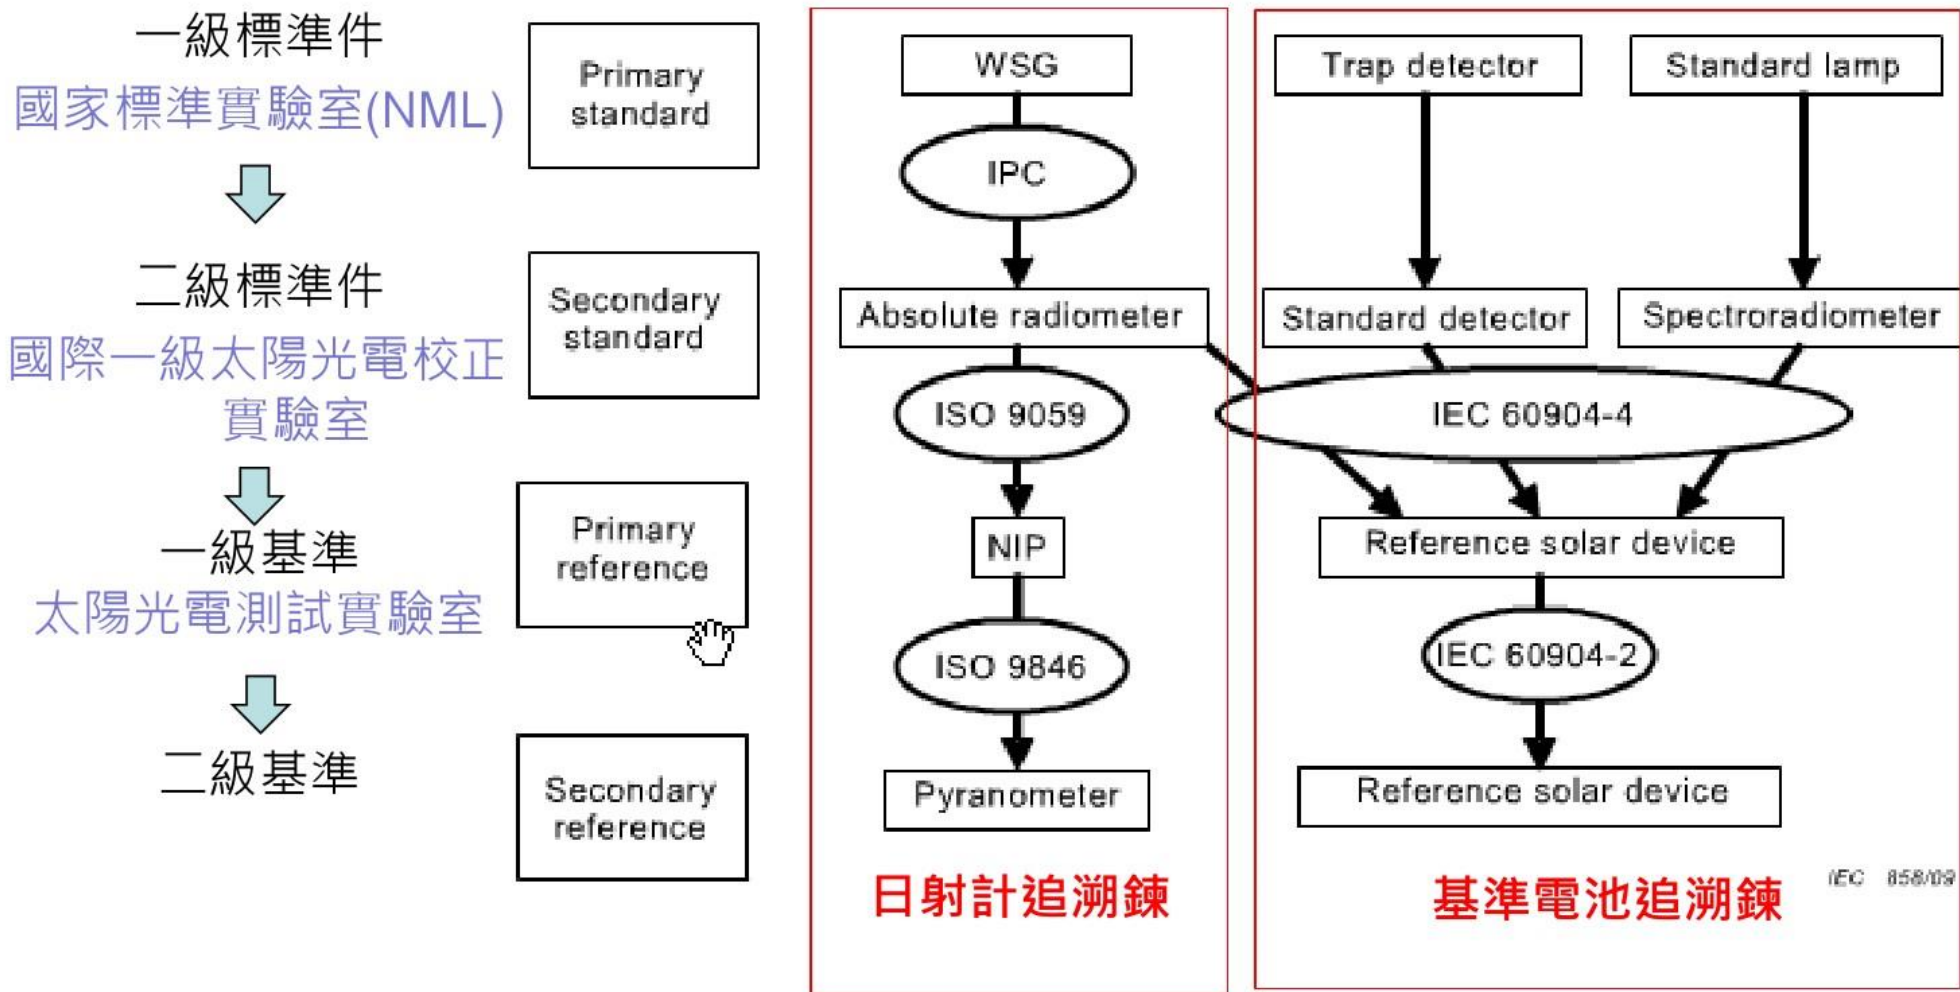 一級標準件
國家標準實驗室(NML)
二級標準件
國際一級太陽光電校正
實驗室
一級基準
太陽光電測試實驗室
二級基準
Primary
standard
Secondary
standard
Primary
reference
Secondary
reference
WSG
IPC
Absolute radiometer
ISO 9059
NIP
ISO 9846
Pyranometer
日射計追溯鍊
Trap detector
Standard lamp
Standard detector
Spectroradiometer
IEC 60904-4
Reference solar device
IEC 60904-2
Reference solar device
基準電池追溯鍊
IEC 858/09